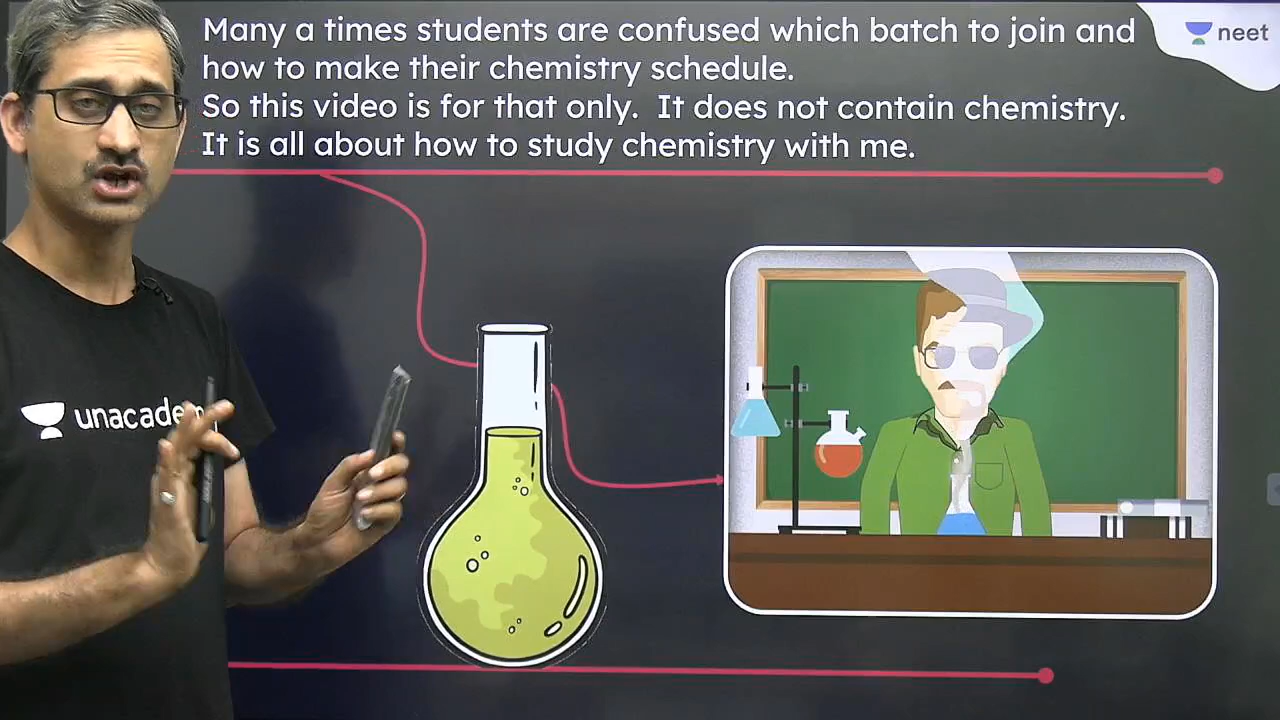 Many a times students are confused which batch to join and
how to make their chemistry schedule.
So this video is for that only. It does not contain chemistry.
It is all about how to study chemistry with me.
neet
unacadem